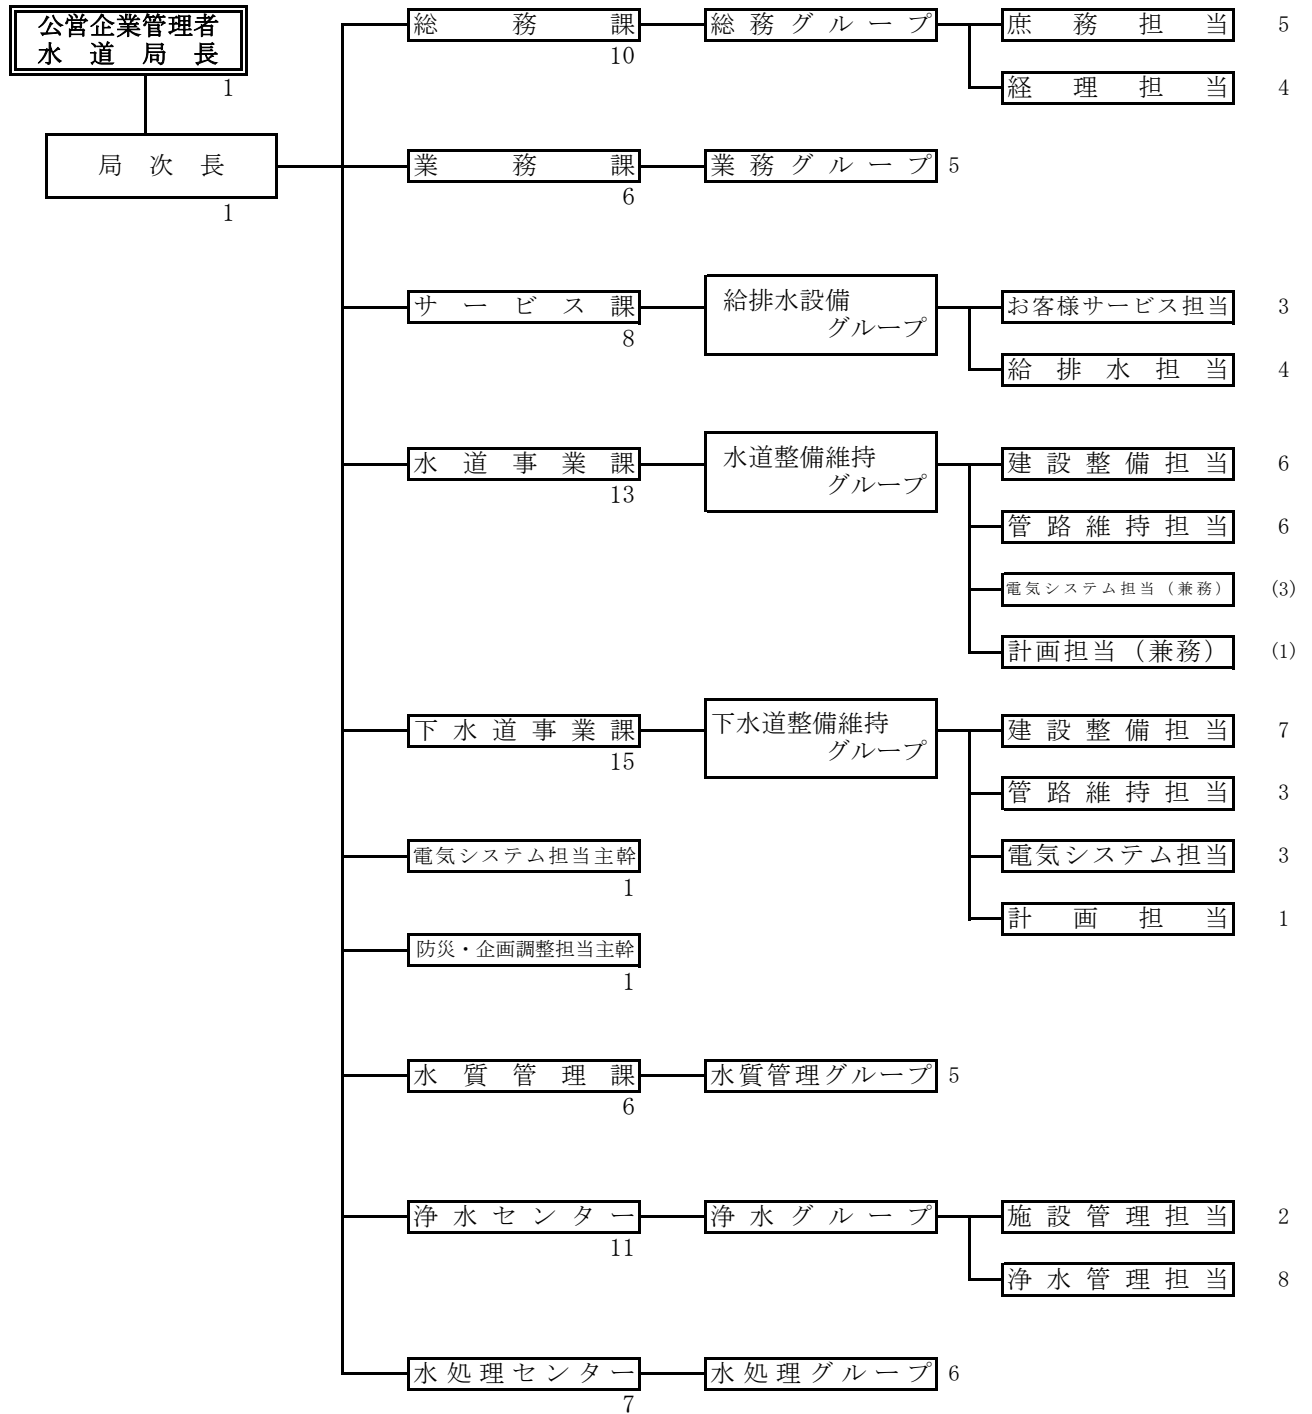 公営企業管理者
水道局長
1
局次長
1
総務課
10
総務グループ
庶務担当
5
経理担当
4
業務課
6
業務グループ
5
サービス課
8
給排水設備
グループ
お客様サービス担当
3
給排水担当
4
水道事業課
13
水道整備維持
グループ
建設整備担当
6
管路維持担当
6
電気システム担当（兼務）
(3)
計画担当（兼務）
(1)
下水道事業課
15
下水道整備維持
グループ
建設整備担当
7
管路維持担当
3
電気システム担当
3
計画担当
1
電気システム担当主幹
1
防災・企画調整担当主幹
1
水質管理課
6
水質管理グループ
5
浄水センター
11
浄水グループ
施設管理担当
2
浄水管理担当
8
水処理センター
7
水処理グループ
6